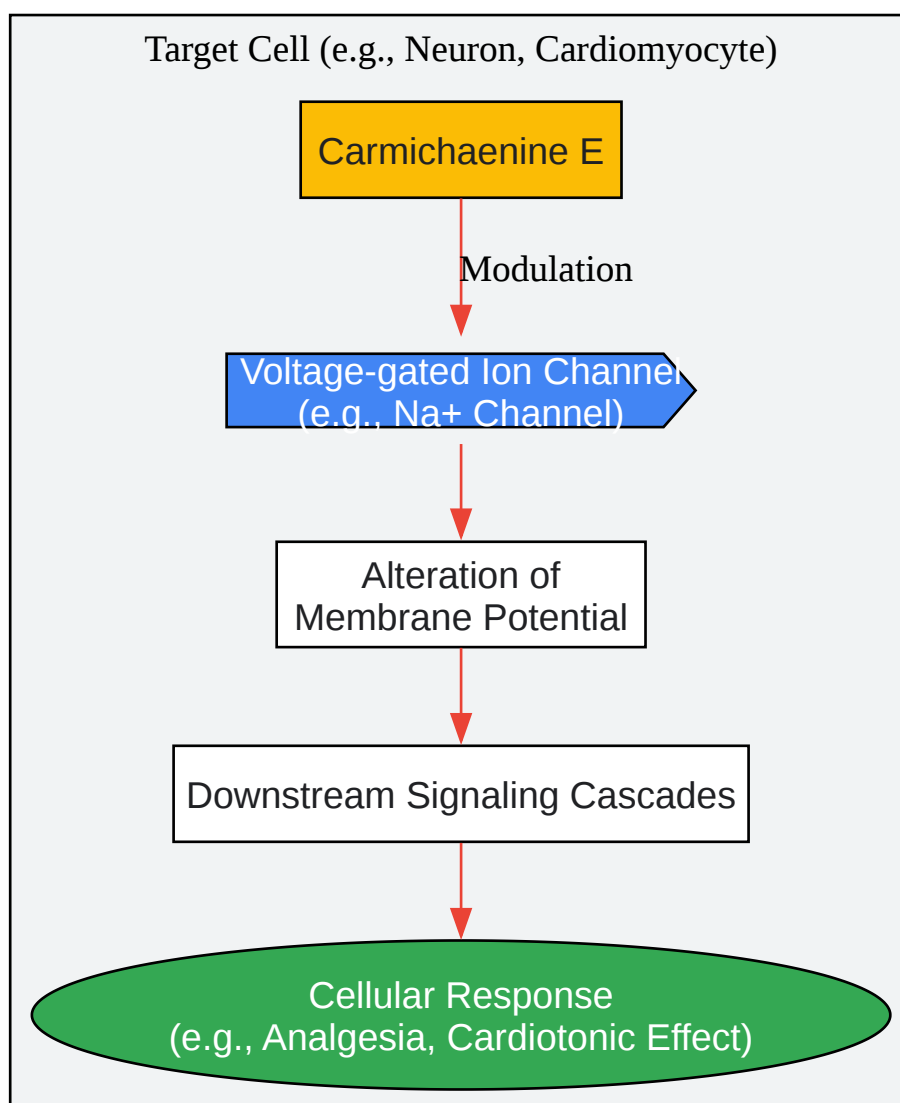 Target Cell (e.g., Neuron, Cardiomyocyte)
Carmichaenine E
Modulation
Voltage-gated Ion Channel
(e.g., Na+ Channel)
Alteration of
Membrane Potential
Downstream Signaling Cascades
Cellular Response
(e.g., Analgesia, Cardiotonic Effect)